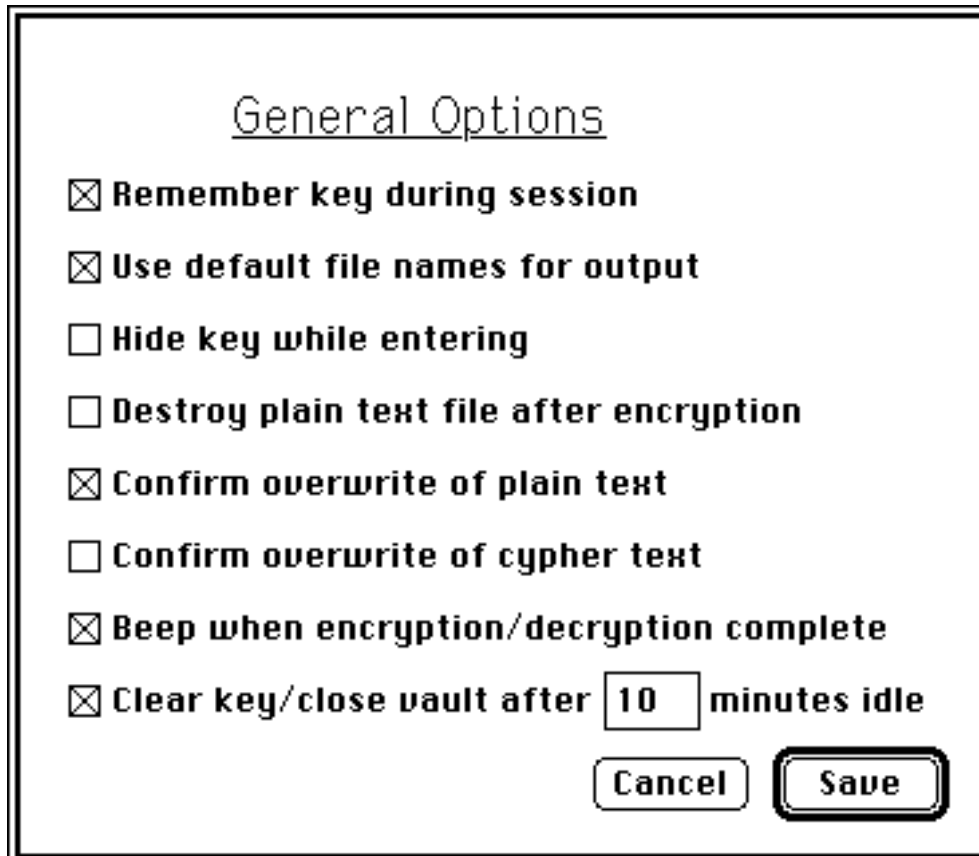 General Options
Remember key during session
Use default file names for output
Hide key while entering
Destroy plain text file after encryption
Confirm overwrite of plain text
Confirm overwrite of cypher text
Beep when encryption/decryption complete
Clear key/close vault after 10 minutes idle
Cancel Save